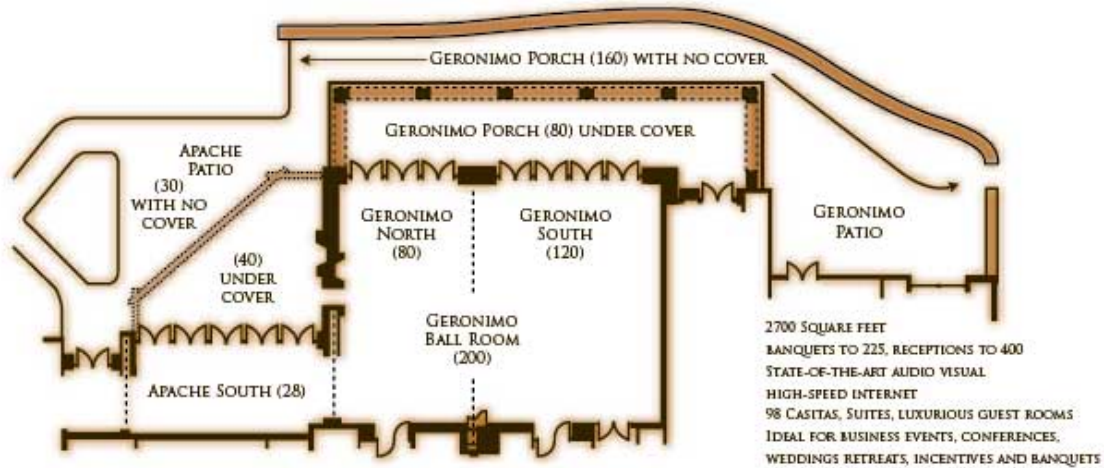 GERONIMO PORCH (160) WITH NO COVER
GERONIMO PORCH (80) UNDER COVER
APACHE
PATIO
(30)
WITH NO
COVER
(40)
UNDER
COVER
GERONIMO
NORTH
(80)
GERONIMO
SOUTH
(120)
GERONIMO
PATIO
GERONIMO
BALL ROOM
(200)
APACHE SOUTH (28)
2700 SQUARE FEET
BANQUETS TO 225, RECEPTIONS TO 400
STATE-OF-THE-ART AUDIO VISUAL
HIGH-SPEED INTERNET
98 CASITAS, SUITES, LUXURIOUS GUEST ROOMS
IDEAL FOR BUSINESS EVENTS, CONFERENCES,
WEDDINGS RETREATS, INCENTIVES AND BANQUETS